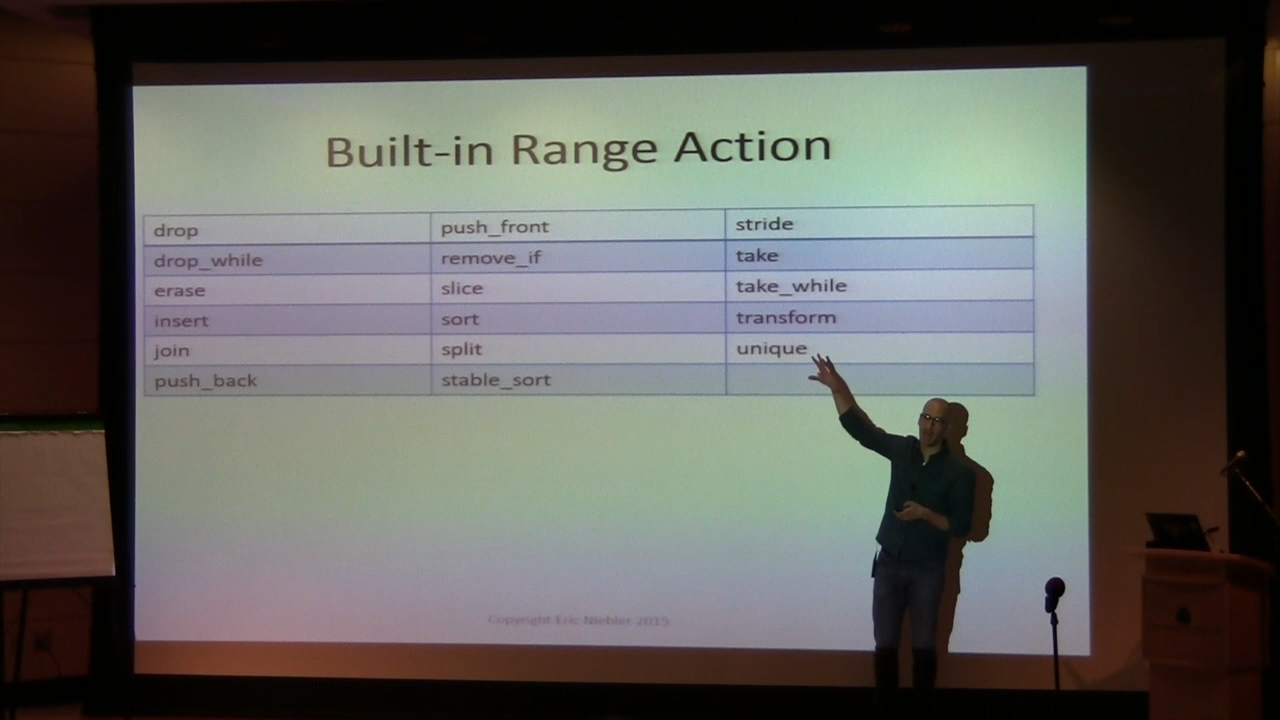 Built-in Range Action
drop push_front stride
drop_while remove_if take
erase slice take_while
insert sort transform
join split unique
push_back stable_sort
Copyright Eric Niebler 2015